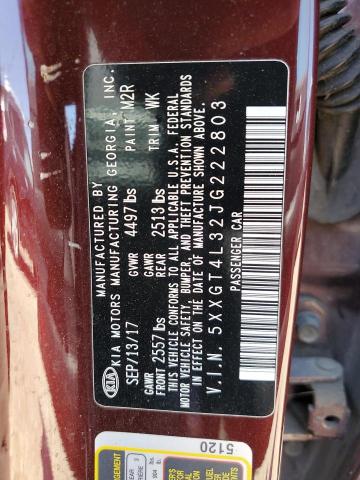 MANUFACTURED BY
KIA MOTORS MANUFACTURING GEORGIA, INC.
KIA
SEP/13/17 GVWR 4497 lbs PAINT M2R
GAWR FRONT 2557 lbs GAWR REAR 2513 lbs TRIM WK
THIS VEHICLE CONFORMS TO ALL APPLICABLE U.S.A. FEDERAL
MOTOR VEHICLE SAFETY, BUMPER, AND THEFT PREVENTION STANDARDS
IN EFFECT ON THE DATE OF MANUFACTURE SHOWN ABOVE.
V.I.N. 5XXGT4L32JG222803
PASSENGER CAR
5120